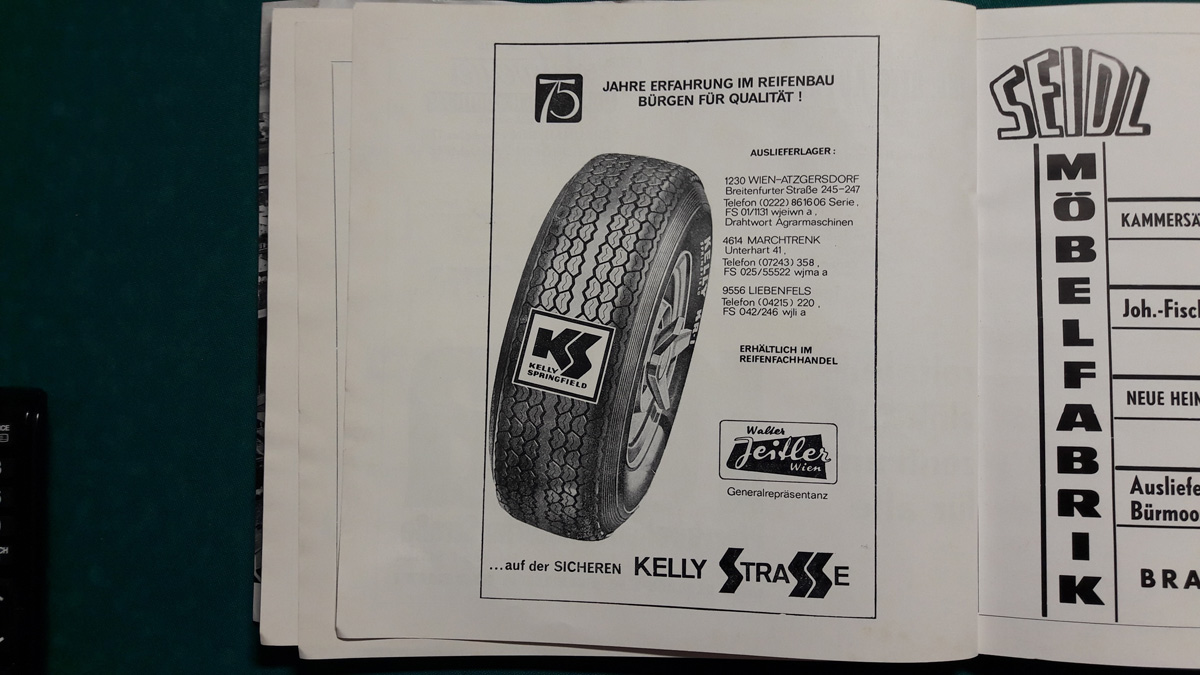 75
JAHRE ERFAHRUNG IM REIFENBAU
BÜRGEN FÜR QUALITÄT !
AUSLIEFERLAGER :
1230 WIEN-ATZGERSDORF
Breitenfurter Straße 245-247
Telefon (0222) 86 16 06 Serie ,
FS 01/1131 wjeiwn a ,
Drahtwort Agrarmaschinen
4614 MARCHTRENK
Unterhart 41 ,
Telefon (07243) 358 ,
FS 025/55522 wjma a
9556 LIEBENFELS
Telefon (04215) 220 ,
FS 042/246 wjli a
ERHÄLTLICH IM
REIFENFACHHANDEL
KS
KELLY
SPRINGFIELD
Walter
Jeitler
Wien
Generalrepräsentanz
...auf der SICHEREN KELLY STRASSE
SEIDL
MÖBELFABRIK
KAMMERSÄ
Joh.-Fisch
NEUE HEIN
Ausliefe
Bürmoo
BRA